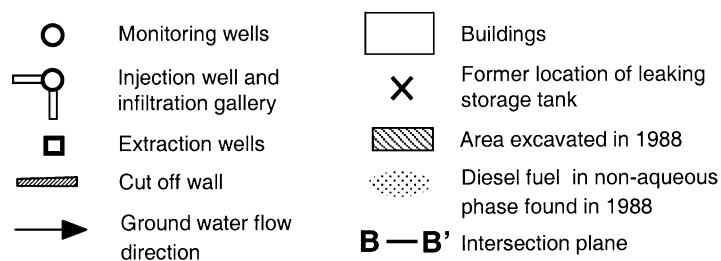 Monitoring wells
Injection well and
infiltration gallery
Extraction wells
Cut off wall
Ground water flow
direction
Buildings
Former location of leaking
storage tank
Area excavated in 1988
Diesel fuel in non-aqueous
phase found in 1988
B — B' Intersection plane